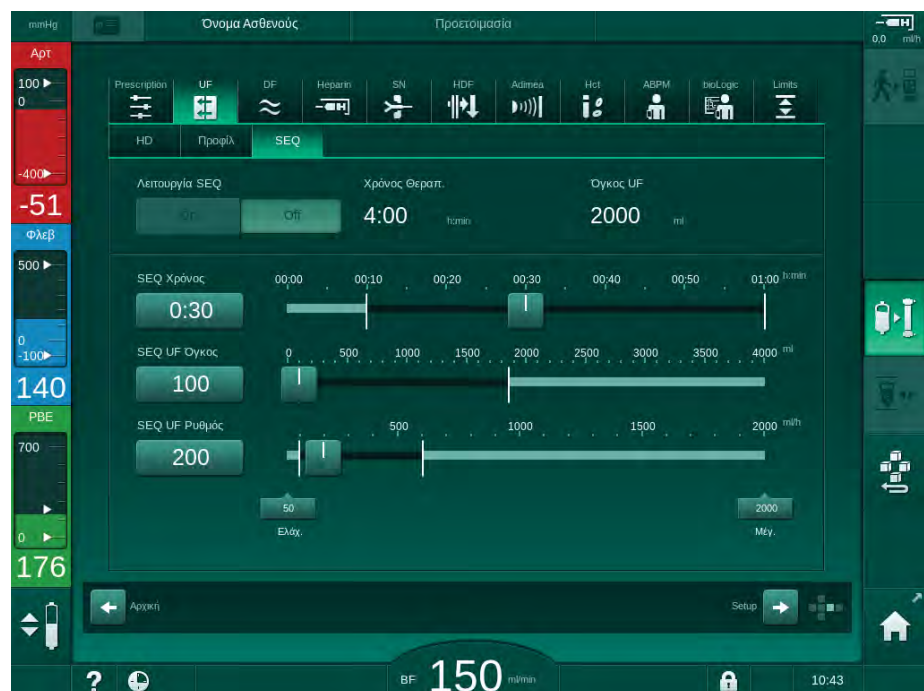 mmHg
Όνομα Ασθενούς
Προετοιμασία
0,0 ml/h
Αρτ
100
0
-400
-51
Φλεβ
500
0
-100
140
PBE
700
0
176
Prescription
UF
DF
Heparin
SN
HDF
Adimea
Hct
ABPM
bioLogic
Limits
HD
Προφίλ
SEQ
Λειτουργία SEQ
Χρόνος Θεραπ.
Όγκος UF
On
Off
4:00 h:min
2000 ml
SEQ Χρόνος
00:00 00:10 00:20 00:30 00:40 00:50 01:00 h:min
0:30
SEQ UF Όγκος
0 500 1000 1500 2000 2500 3000 3500 4000 ml
100
SEQ UF Ρυθμός
500 1000 1500 2000 ml/h
200
50
2000
Ελάχ.
Μέγ.
Αρχική
Setup
? BF 150 ml/min
10:43